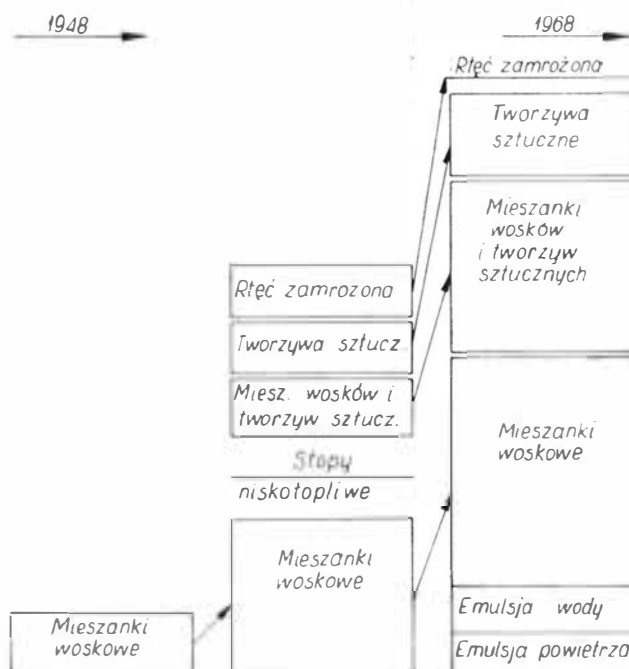 1948
1968
Rtęć zamrożona
Tworzywa
sztuczne
Mieszanki
wosków
i tworzyw
sztucznych
Rtęć zamrozona
Tworzywa sztucz
Miesz. wosków i
tworzyw sztucz.
Stopy
niskotopliwe
Mieszanki
woskowe
Mieszanki
woskowe
Mieszanki
woskowe
Emulsja wody
Emulsja powietrza